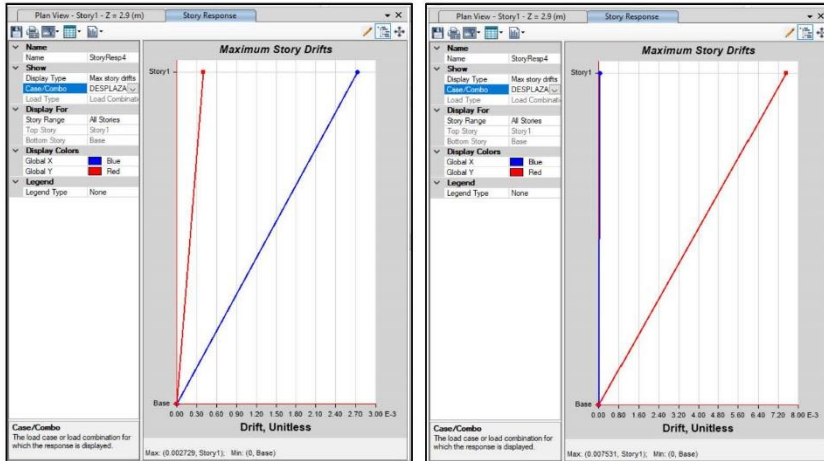 Plan View - Story1 - Z = 2.9 (m)
Story Response
Name
Name StoryResp4
Show
Display Type Max story drifts
Case/Combo DESPLAZA
Load Type Load Combinati
Display For
Story Range All Stories
Top Story Story1
Bottom Story Base
Display Colors
Global X Blue
Global Y Red
Legend
Legend Type None
Case/Combo
The load case or load combination for
which the response is displayed.
Maximum Story Drifts
Story1
Base
0.00 0.30 0.60 0.90 1.20 1.50 1.80 2.10 2.40 2.70 3.00 E-3
Drift, Unitless
Max: (0.002729, Story1); Min: (0, Base)
Plan View - Story1 - Z = 2.9 (m)
Story Response
Name
Name StoryResp4
Show
Display Type Max story drifts
Case/Combo DESPLAZA
Load Type Load Combinati
Display For
Story Range All Stories
Top Story Story1
Bottom Story Base
Display Colors
Global X Blue
Global Y Red
Legend
Legend Type None
Case/Combo
The load case or load combination for
which the response is displayed.
Maximum Story Drifts
Story1
Base
0.00 0.80 1.60 2.40 3.20 4.00 4.80 5.60 6.40 7.20 8.00 E-3
Drift, Unitless
Max: (0.007531, Story1); Min: (0, Base)